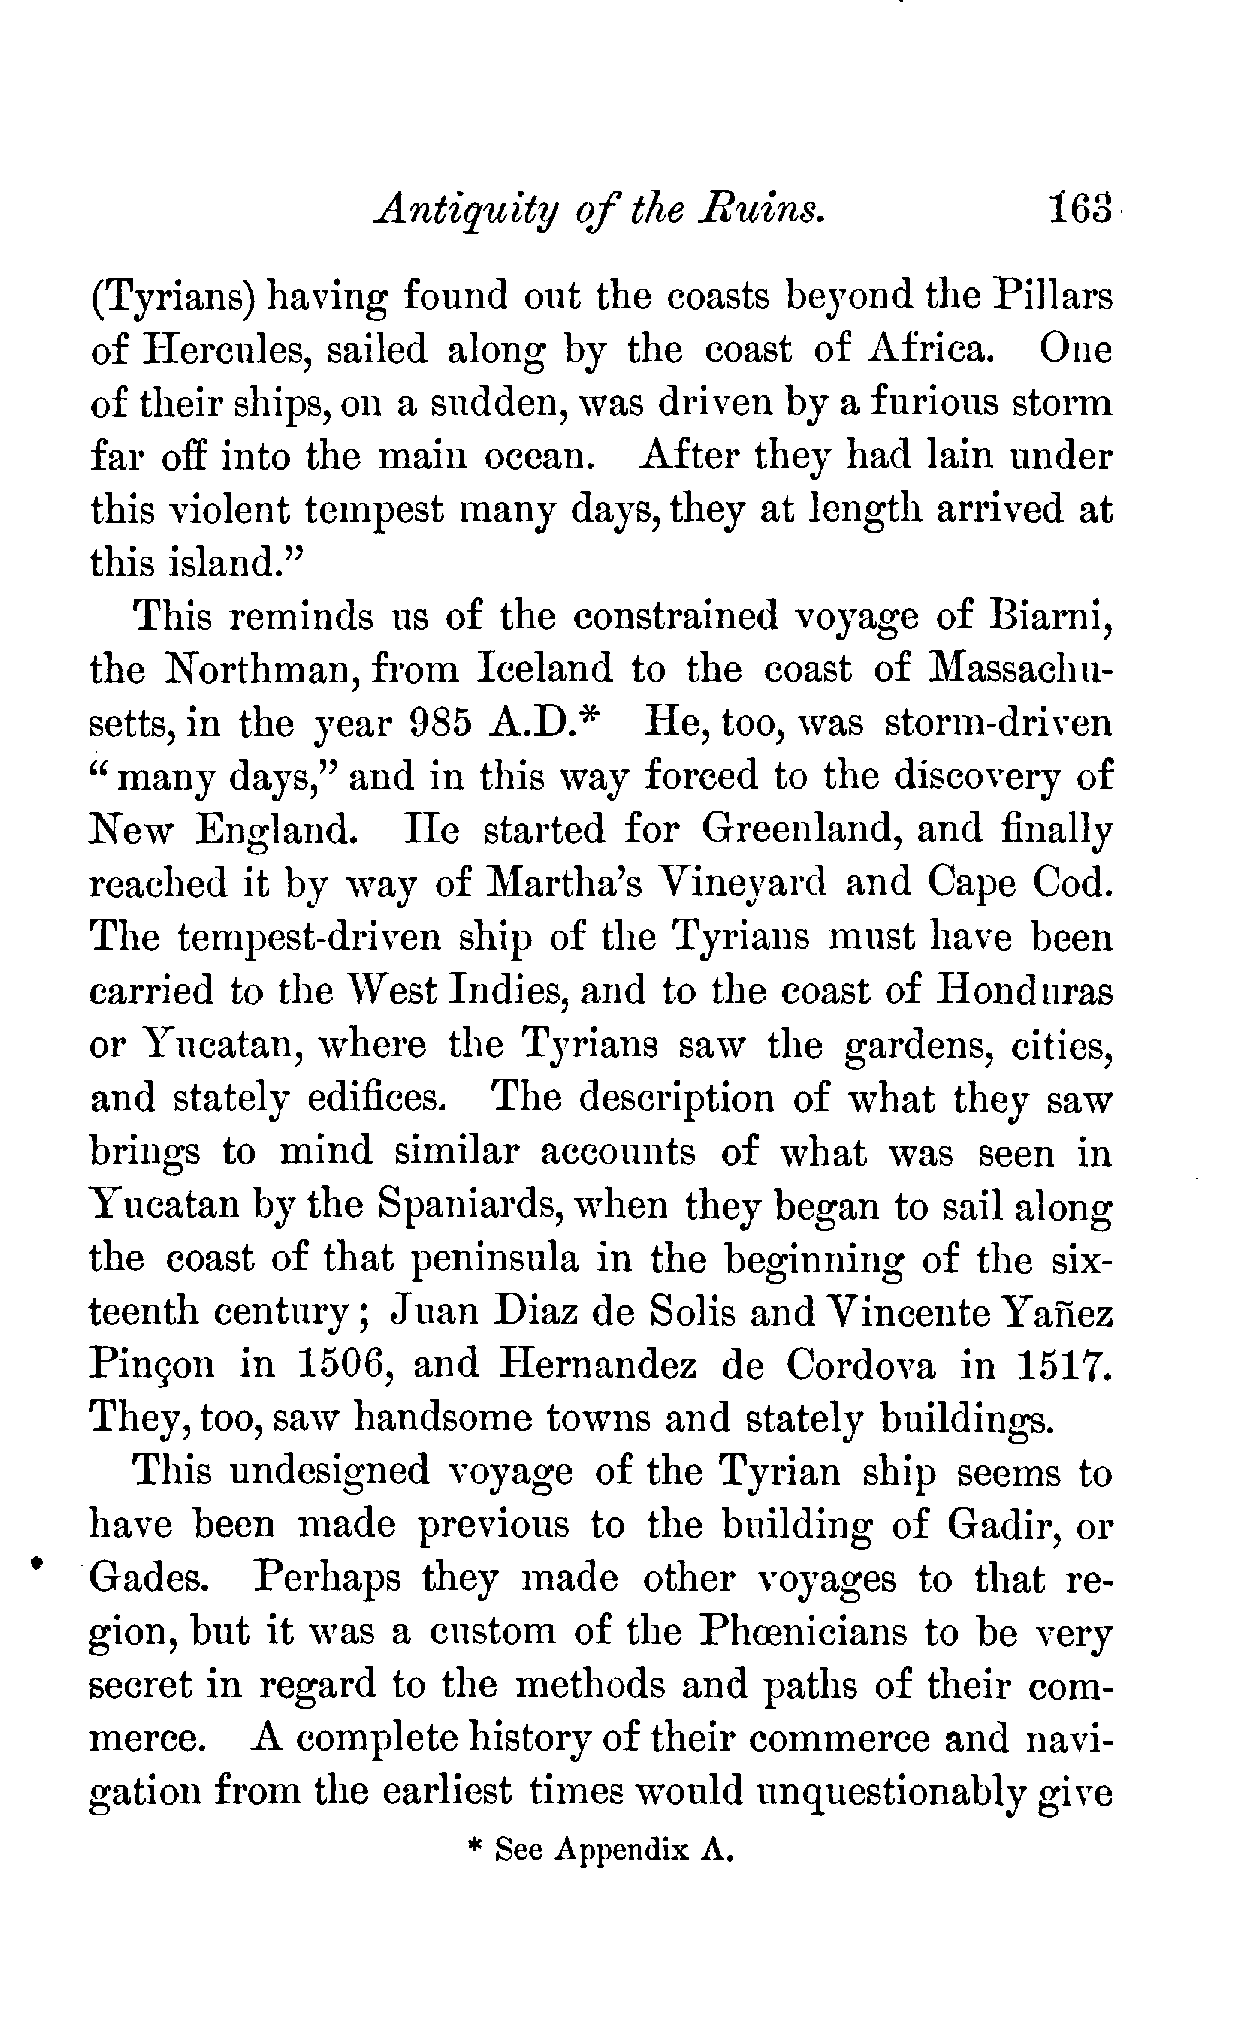 Antiquity of the Ruins. 163
(Tyrians) having found out the coasts beyond the Pillars
of Hercules, sailed along by the coast of Africa. One
of their ships, on a sudden, was driven by a furious storm
far off into the main ocean. After they had lain under
this violent tempest many days, they at length arrived at
this island."
This reminds us of the constrained voyage of Biarni,
the Northman, from Iceland to the coast of Massachu-
setts, in the year 985 A.D.* He, too, was storm-driven
"many days," and in this way forced to the discovery of
New England. He started for Greenland, and finally
reached it by way of Martha's Vineyard and Cape Cod.
The tempest-driven ship of the Tyrians must have been
carried to the West Indies, and to the coast of Honduras
or Yucatan, where the Tyrians saw the gardens, cities,
and stately edifices. The description of what they saw
brings to mind similar accounts of what was seen in
Yucatan by the Spaniards, when they began to sail along
the coast of that peninsula in the beginning of the six-
teenth century; Juan Diaz de Solis and Vincente Yañez
Pinçon in 1506, and Hernandez de Cordova in 1517.
They, too, saw handsome towns and stately buildings.
This undesigned voyage of the Tyrian ship seems to
have been made previous to the building of Gadir, or
Gades. Perhaps they made other voyages to that re-
gion, but it was a custom of the Phœnicians to be very
secret in regard to the methods and paths of their com-
merce. A complete history of their commerce and navi-
gation from the earliest times would unquestionably give
* See Appendix A.